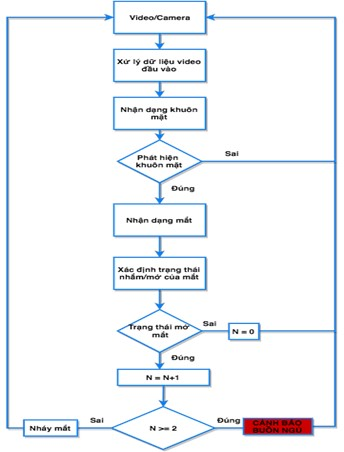 Video/Camera
Xử lý dữ liệu video
đầu vào
Nhận dạng khuôn
mặt
Phát hiện
khuôn mặt
Sai
Đúng
Nhận dạng mắt
Xác định trạng thái
nhắm/mở của mắt
Trạng thái mở
mắt
Sai
N = 0
Đúng
N = N+1
Nháy mắt
Sai
N >= 2
Đúng
CẢNH BÁO
BUỒN NGỦ